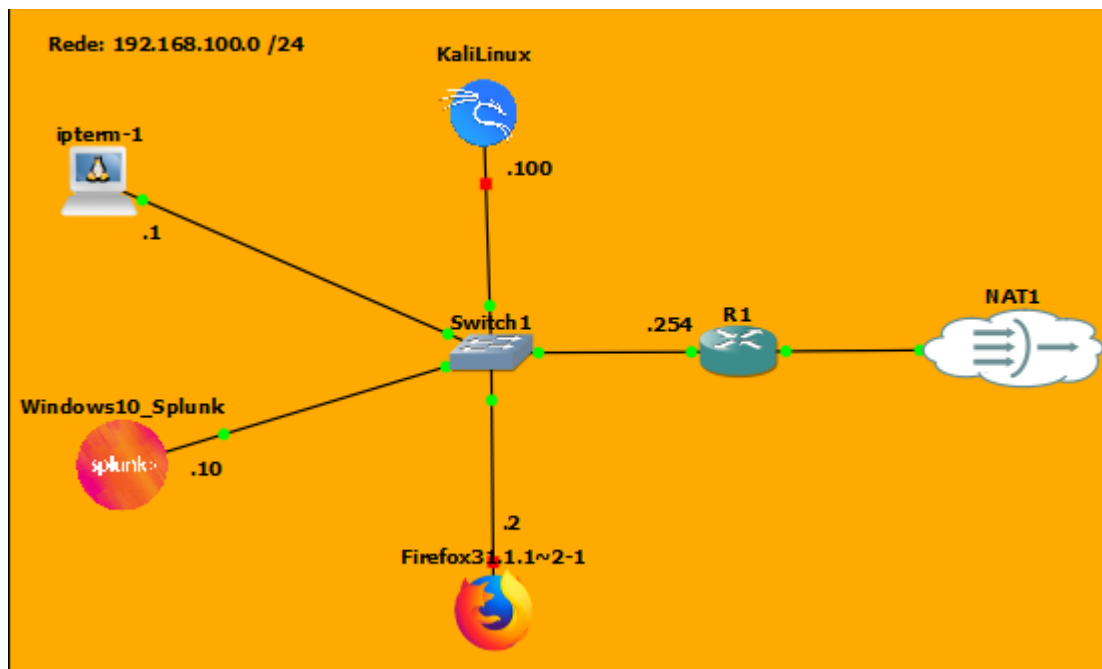 Rede: 192.168.100.0 /24
KaliLinux
ipterm-1
.100
.1
Switch1
.254
R1
NAT1
Windows10_Splunk
splunk>
.10
.2
Firefox31.1.1~2-1